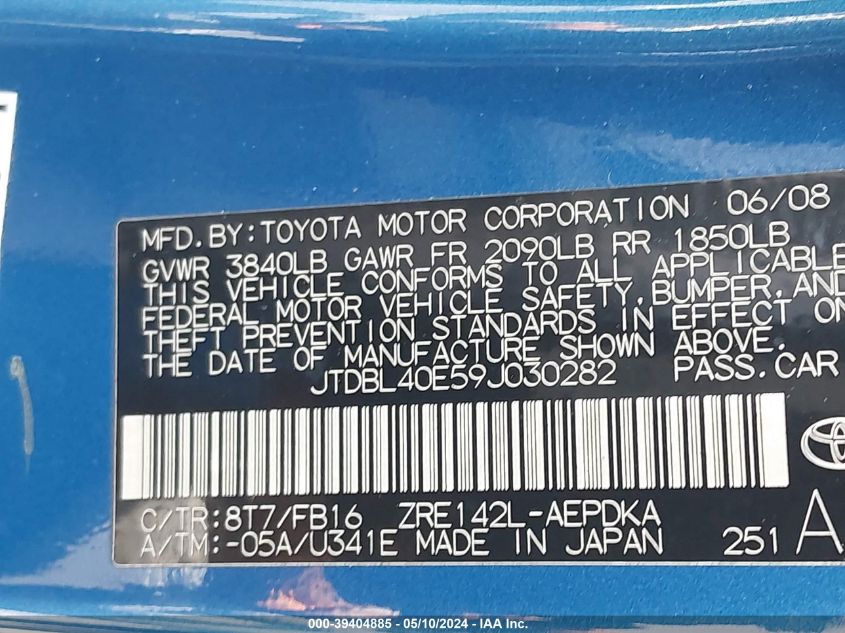 MFD. BY: TOYOTA MOTOR CORPORATION 06/08
GVWR 3840LB GAWR FR 2090LB RR 1850LB
THIS VEHICLE CONFORMS TO ALL APPLICABLE
FEDERAL MOTOR VEHICLE SAFETY, BUMPER, AND
THEFT PREVENTION STANDARDS IN EFFECT ON
THE DATE OF MANUFACTURE SHOWN ABOVE.
JTDBL40E59J030282 PASS. CAR
C/TR: 8T7/FB16 ZRE142L-AEPDKA
A/TM: -05A/U341E MADE IN JAPAN 251 A
000-39404885 - 05/10/2024 - IAA Inc.